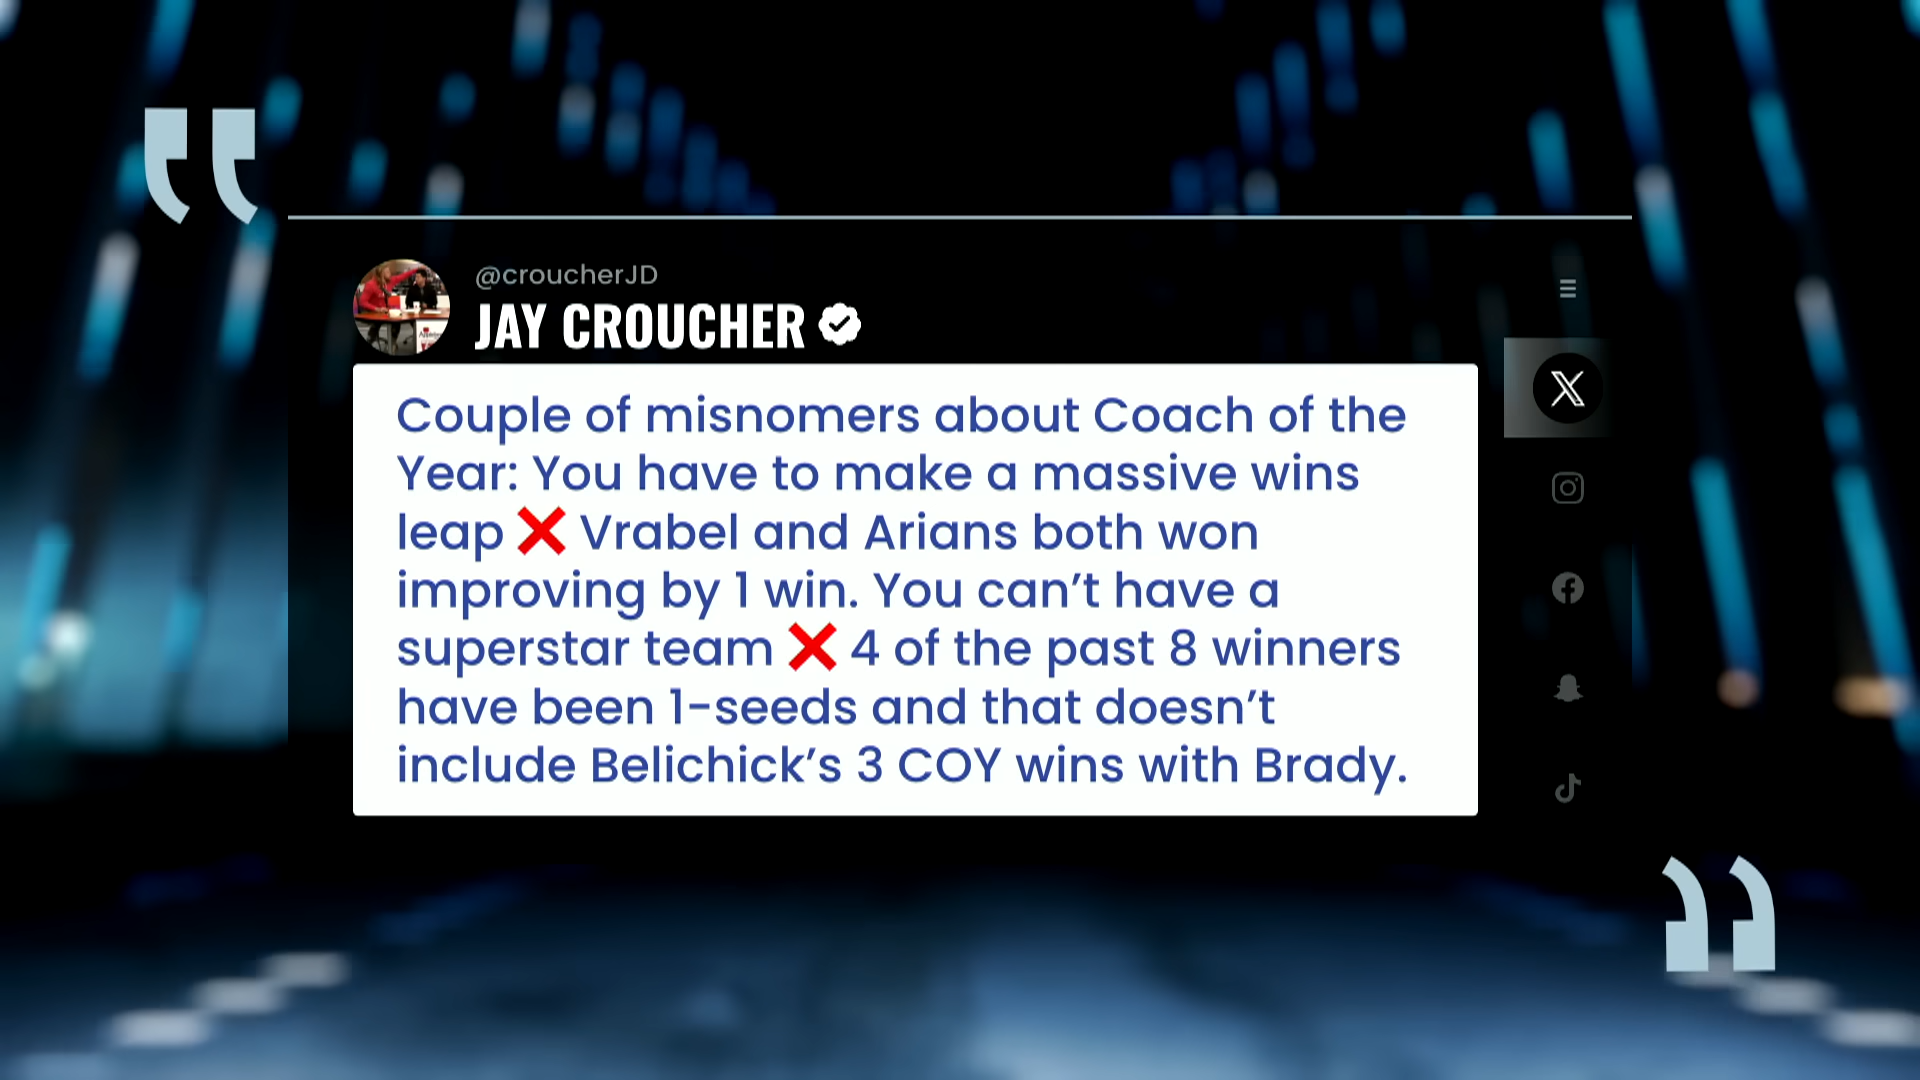 @croucherJD
JAY CROUCHER
Couple of misnomers about Coach of the
Year: You have to make a massive wins
leap ❌ Vrabel and Arians both won
improving by 1 win. You can’t have a
superstar team ❌ 4 of the past 8 winners
have been 1-seeds and that doesn’t
include Belichick’s 3 COY wins with Brady.